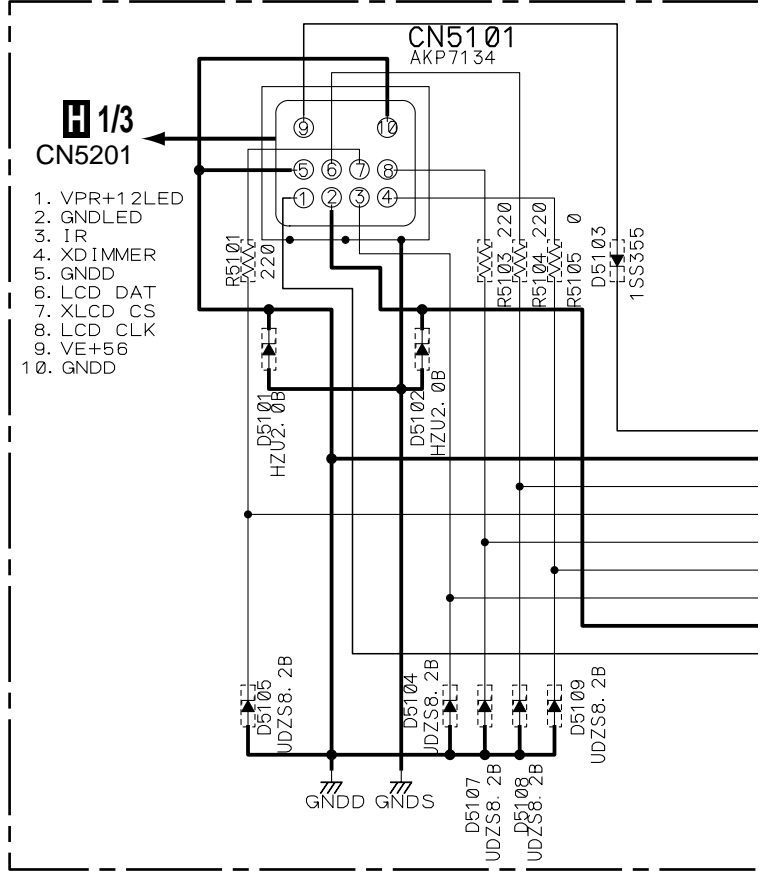 CN5101
AKP7134
H 1/3
CN5201
9
10
5 6 7 8
1 2 3 4
1. VPR+12LED
2. GNDLED
3. IR
4. XDIMMER
5. GNDD
6. LCD DAT
7. XLCD CS
8. LCD CLK
9. VE+56
10. GNDD
R5101
220
R5103
220
R5104
220
R5105
0
D5103
1SS355
D5101
HZU2.0B
D5102
HZU2.0B
D5105
UDZS8.2B
D5104
UDZS8.2B
D5109
UDZS8.2B
D5107
UDZS8.2B
D5108
UDZS8.2B
GNDD
GNDS